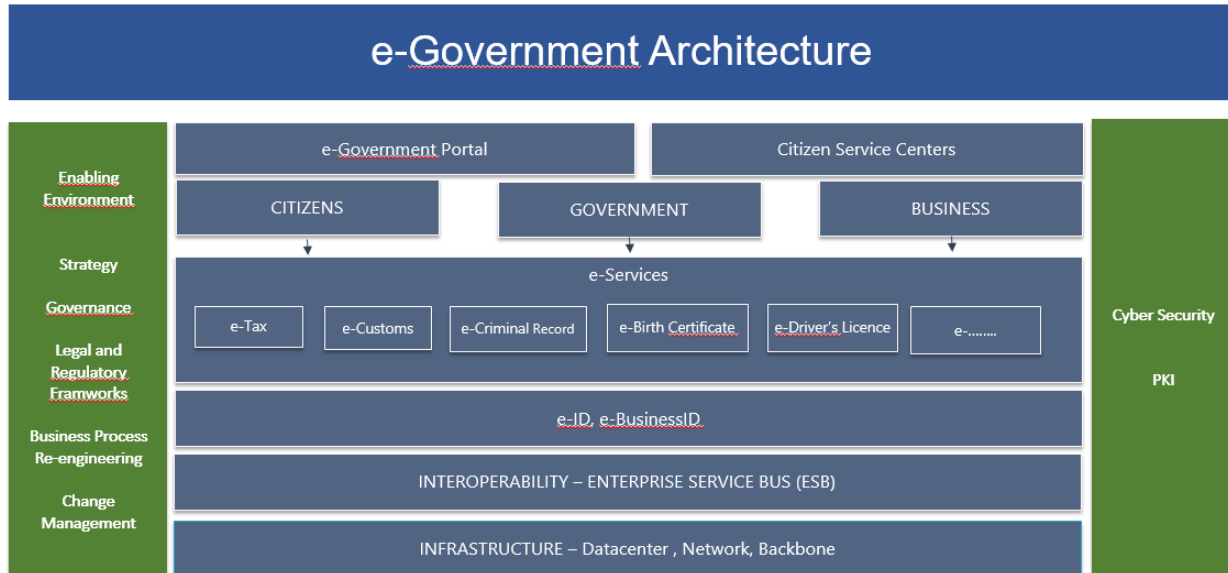 e-Government Architecture
Enabling
Environment
Strategy
Governance
Legal and
Regulatory
Framworks
Business Process
Re-engineering
Change
Management
e-Government Portal
Citizen Service Centers
CITIZENS
GOVERNMENT
BUSINESS
e-Services
e-Tax
e-Customs
e-Criminal Record
e-Birth Certificate
e-Driver's Licence
e-........
e-ID, e-BusinessID
INTEROPERABILITY – ENTERPRISE SERVICE BUS (ESB)
INFRASTRUCTURE – Datacenter , Network, Backbone
Cyber Security
PKI